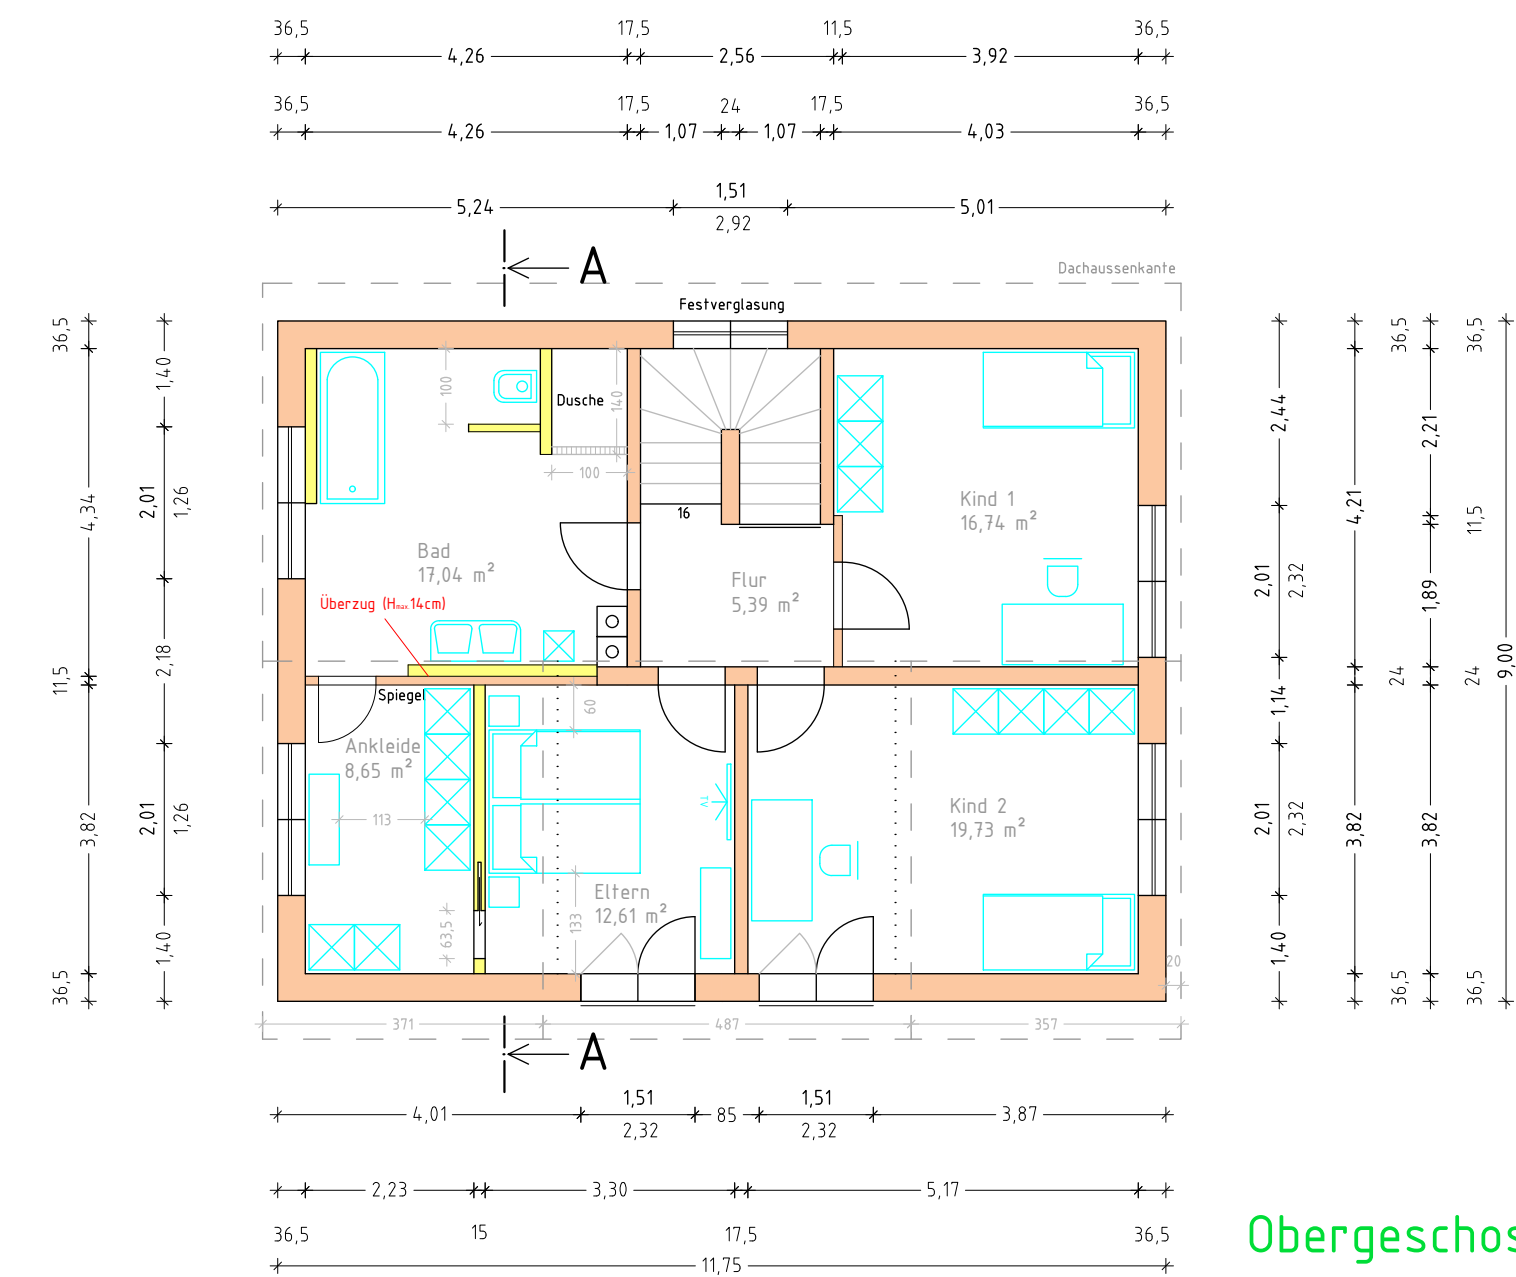 36,5 17,5 11,5 36,5
4,26 2,56 3,92
36,5 17,5 24 17,5 36,5
4,26 1,07 1,07 4,03
1,51
5,24 5,01
2,92
A
Dachaussenkante
Festverglasung
36,5
4,34
11,5
3,82
36,5
1,40
2,01
1,26
2,18
2,01
1,26
1,40
100
Dusche
140
100
16
Bad
17,04 m²
Überzug (Hmax.14cm)
Flur
5,39 m²
Kind 1
16,74 m²
Spiegel
Ankleide
8,65 m²
113
60
TV
Eltern
12,61 m²
133
63,5
Kind 2
19,73 m²
20
371 487 357
2,44
2,01
2,32
1,14
2,01
2,32
1,40
4,21
3,82
36,5
24
36,5
2,21
1,89
3,82
36,5
11,5
24
36,5
9,00
A
1,51 1,51
4,01 85 3,87
2,32 2,32
2,23 3,30 5,17
36,5 15 17,5 36,5
11,75
Obergeschos